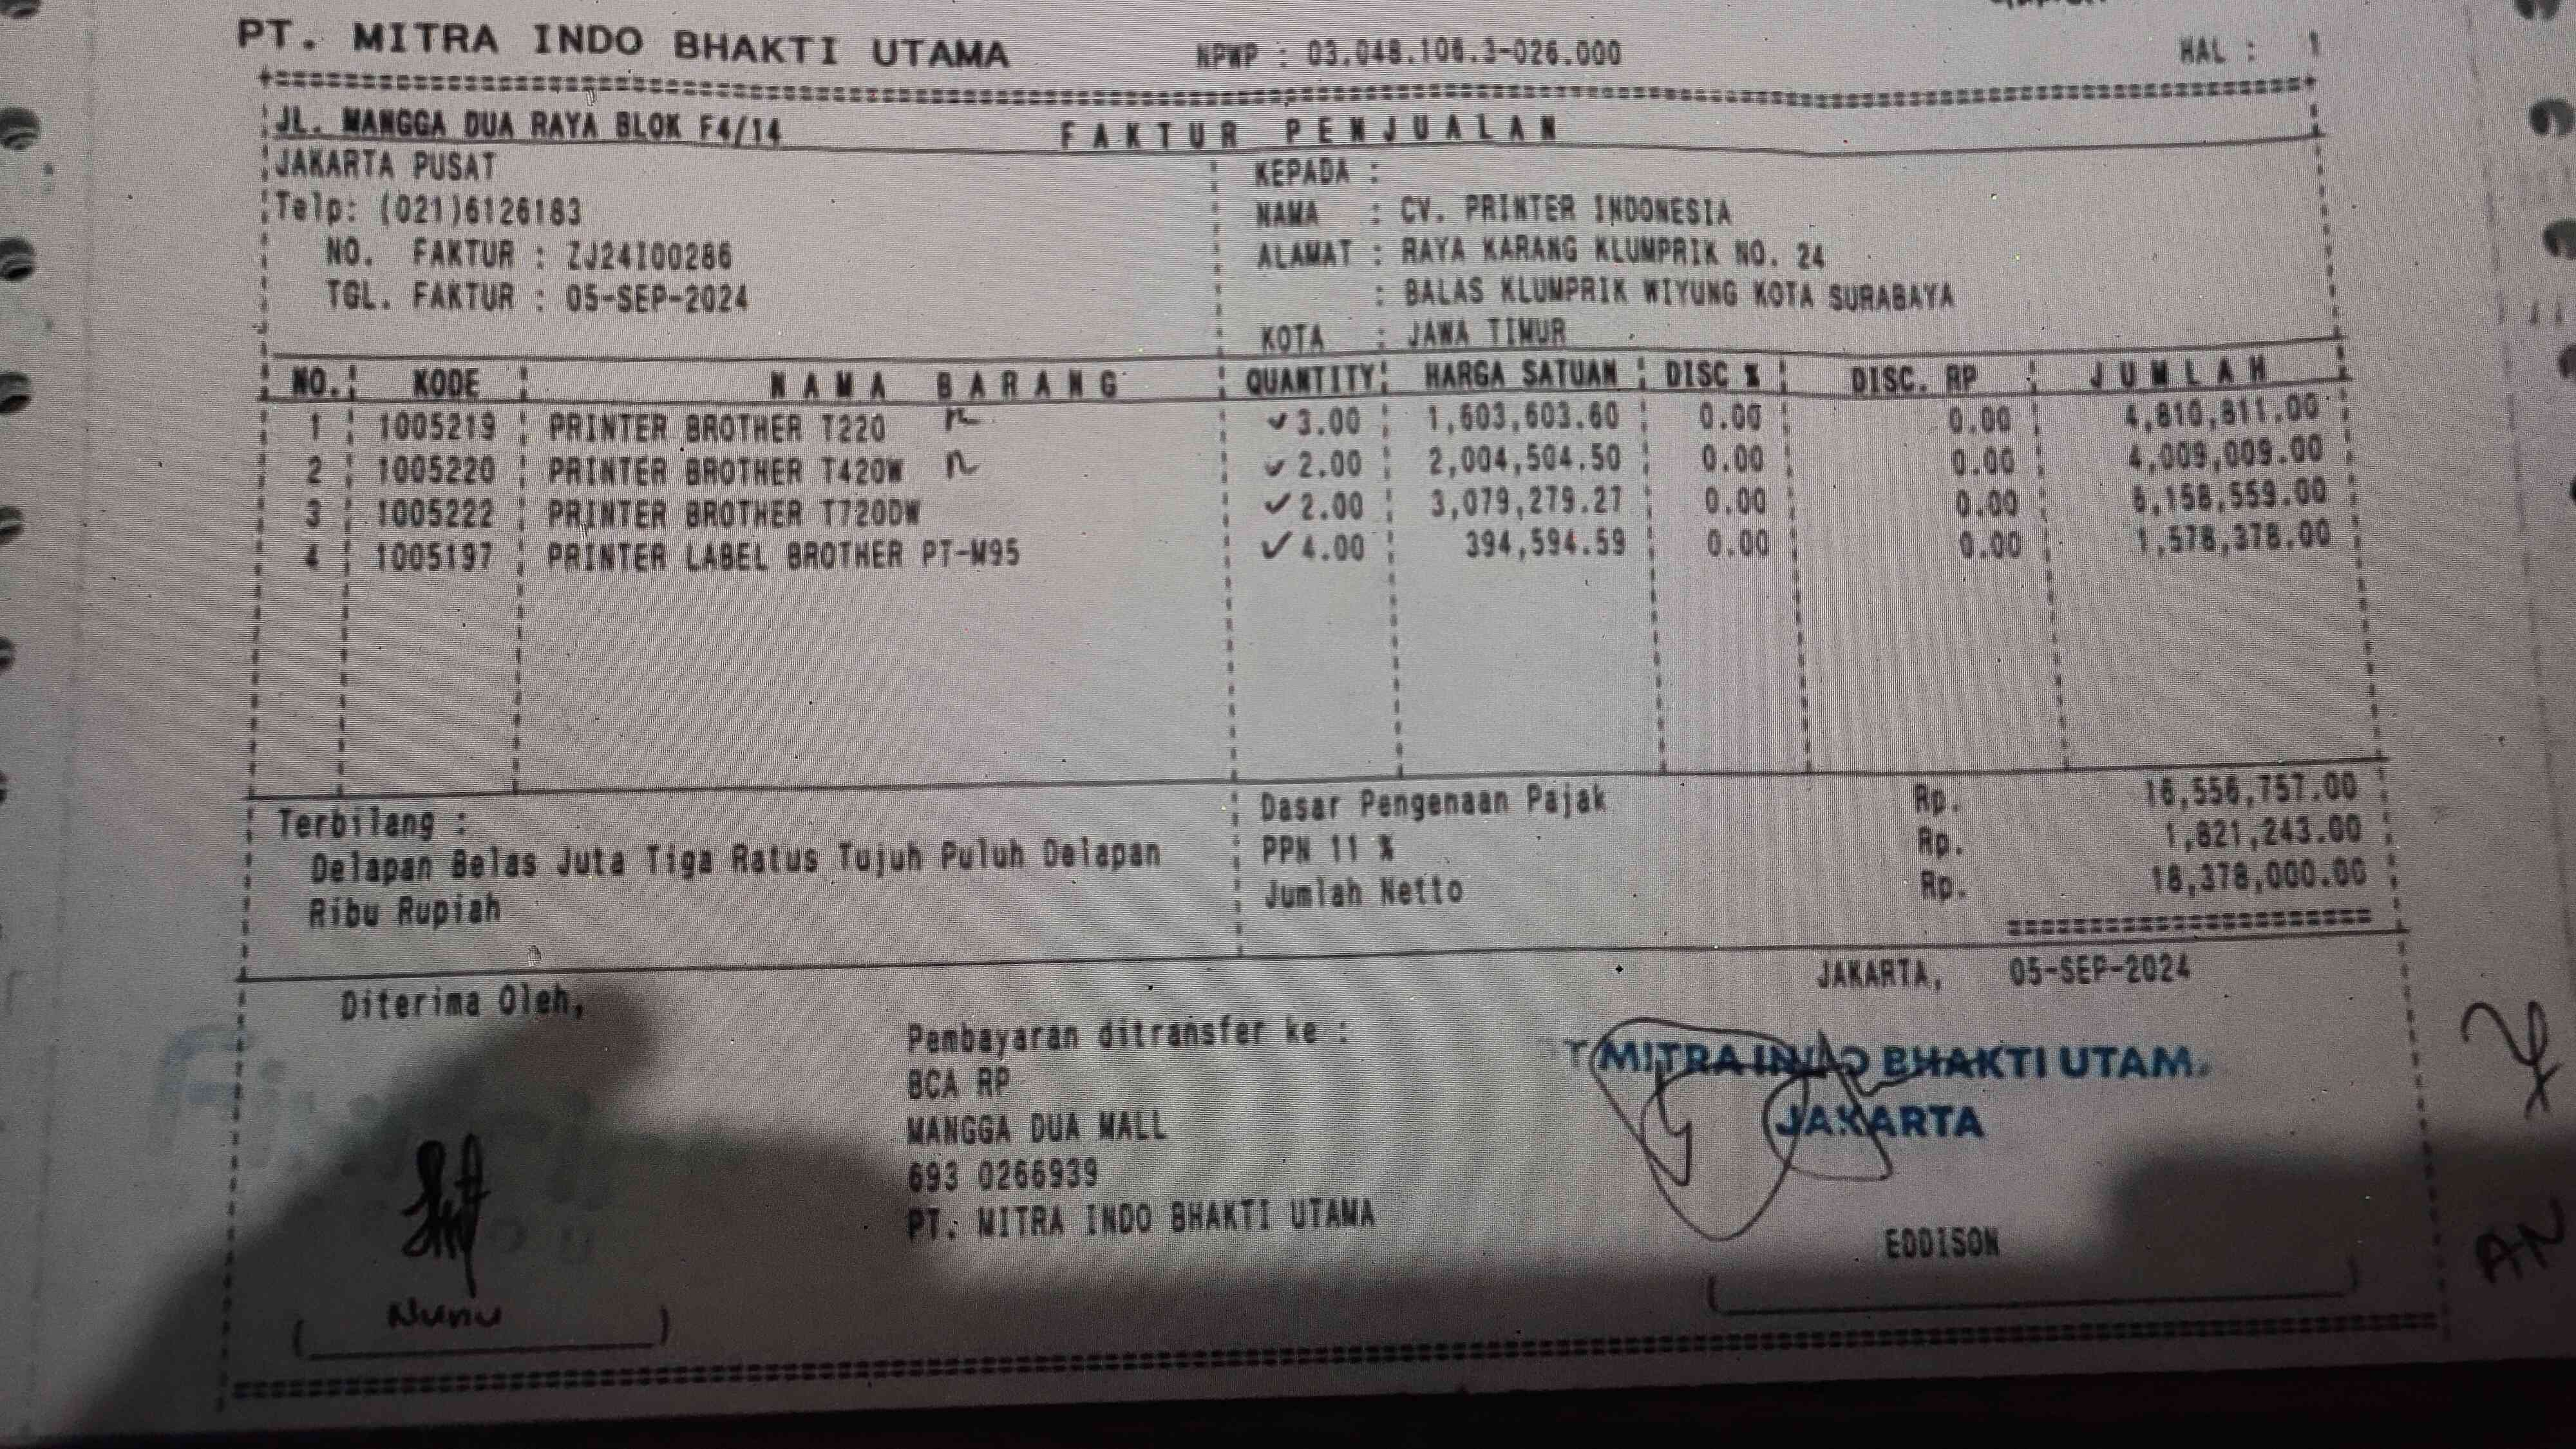 PT. MITRA INDO BHAKTI UTAMA NPWP : 03.048.106.3-026.000 HAL : 1
JL. MANGGA DUA RAYA BLOK F4/14 FAKTUR PENJUALAN
JAKARTA PUSAT
Telp: (021)6126183
NO. FAKTUR : ZJ24I00286
TGL. FAKTUR : 05-SEP-2024
KEPADA :
NAMA : CV. PRINTER INDONESIA
ALAMAT : RAYA KARANG KLUMPRIK NO. 24
: BALAS KLUMPRIK WIYUNG KOTA SURABAYA
KOTA : JAWA TIMUR
NO. KODE NAMA BARANG QUANTITY HARGA SATUAN DISC % DISC. RP JUMLAH
1 1005219 PRINTER BROTHER T220 3.00 1,603,603.60 0.00 0.00 4,810,811.00
2 1005220 PRINTER BROTHER T420W 2.00 2,004,504.50 0.00 0.00 4,009,009.00
3 1005222 PRINTER BROTHER T720DW 2.00 3,079,279.27 0.00 0.00 6,158,559.00
4 1005197 PRINTER LABEL BROTHER PT-M95 4.00 394,594.59 0.00 0.00 1,578,378.00
Terbilang :
Delapan Belas Juta Tiga Ratus Tujuh Puluh Delapan
Ribu Rupiah
Dasar Pengenaan Pajak Rp. 16,556,757.00
PPN 11 % Rp. 1,821,243.00
Jumlah Netto Rp. 18,378,000.00
JAKARTA, 05-SEP-2024
Diterima Oleh,
Nunu
Pembayaran ditransfer ke :
BCA RP
MANGGA DUA MALL
693 0266939
PT. MITRA INDO BHAKTI UTAMA
MITRA INDO BHAKTI UTAM
JAKARTA
EDDISON
AN